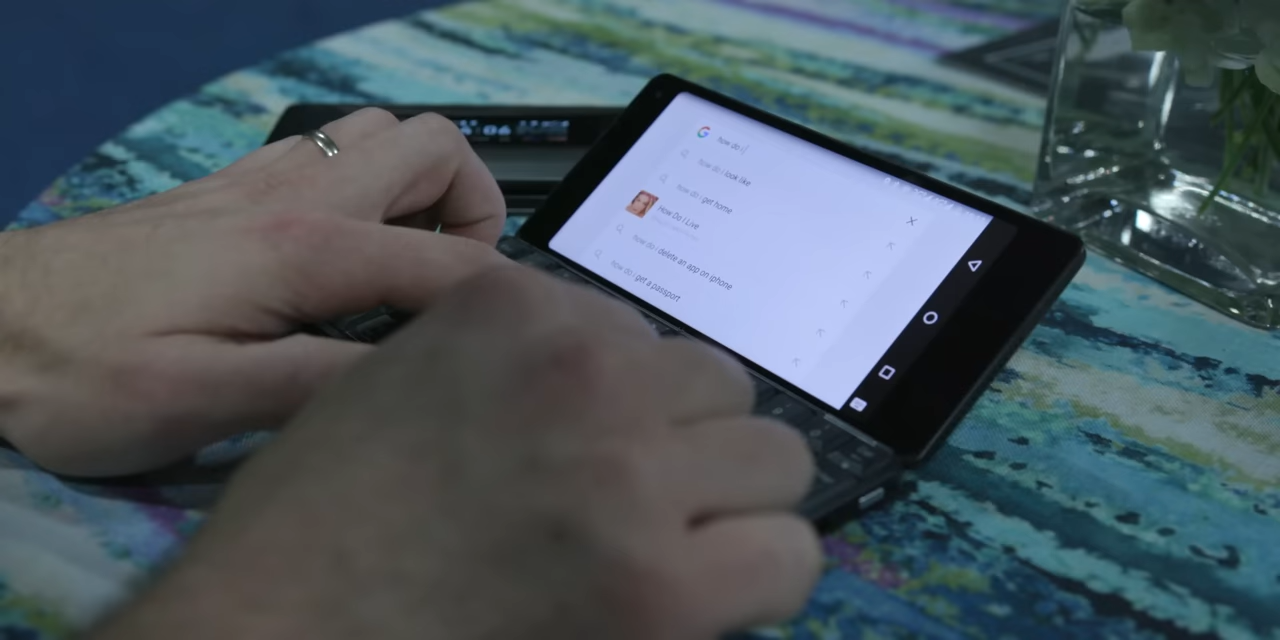 how do i
how do i look like
how do i get home
How Do I Live
how do i delete an app on iphone
how do i get a passport